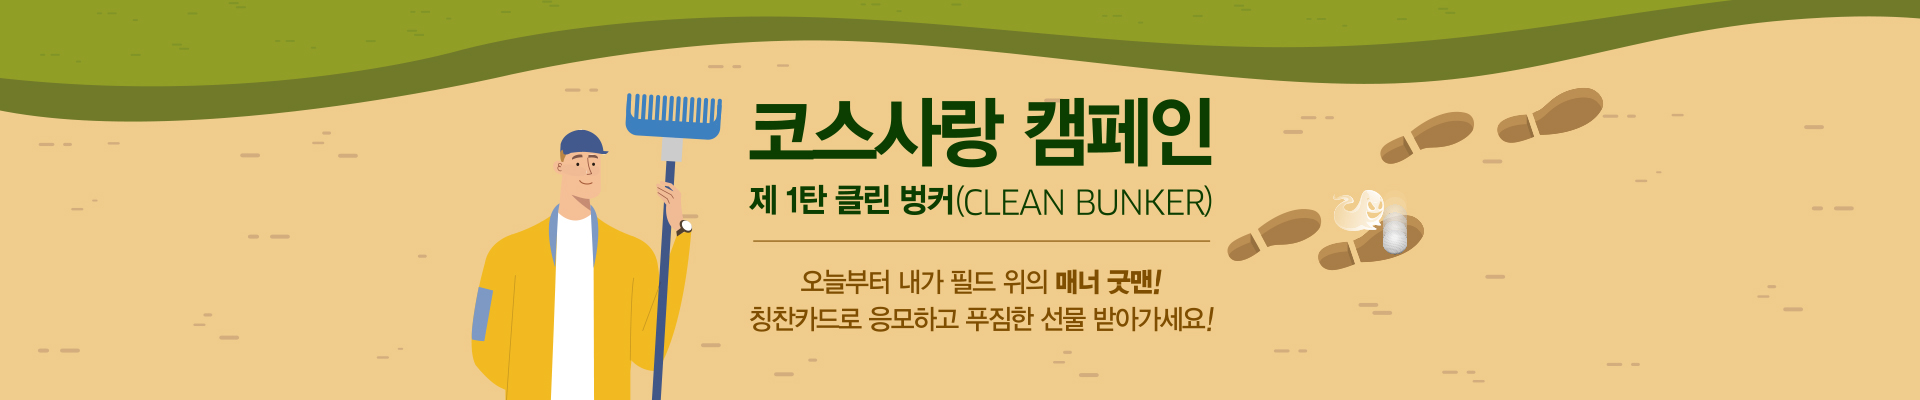 코스사랑 캠페인
제 1탄 클린 벙커(CLEAN BUNKER)
오늘부터 내가 필드 위의 매너 굿맨!
칭찬카드로 응모하고 푸짐한 선물 받아가세요!